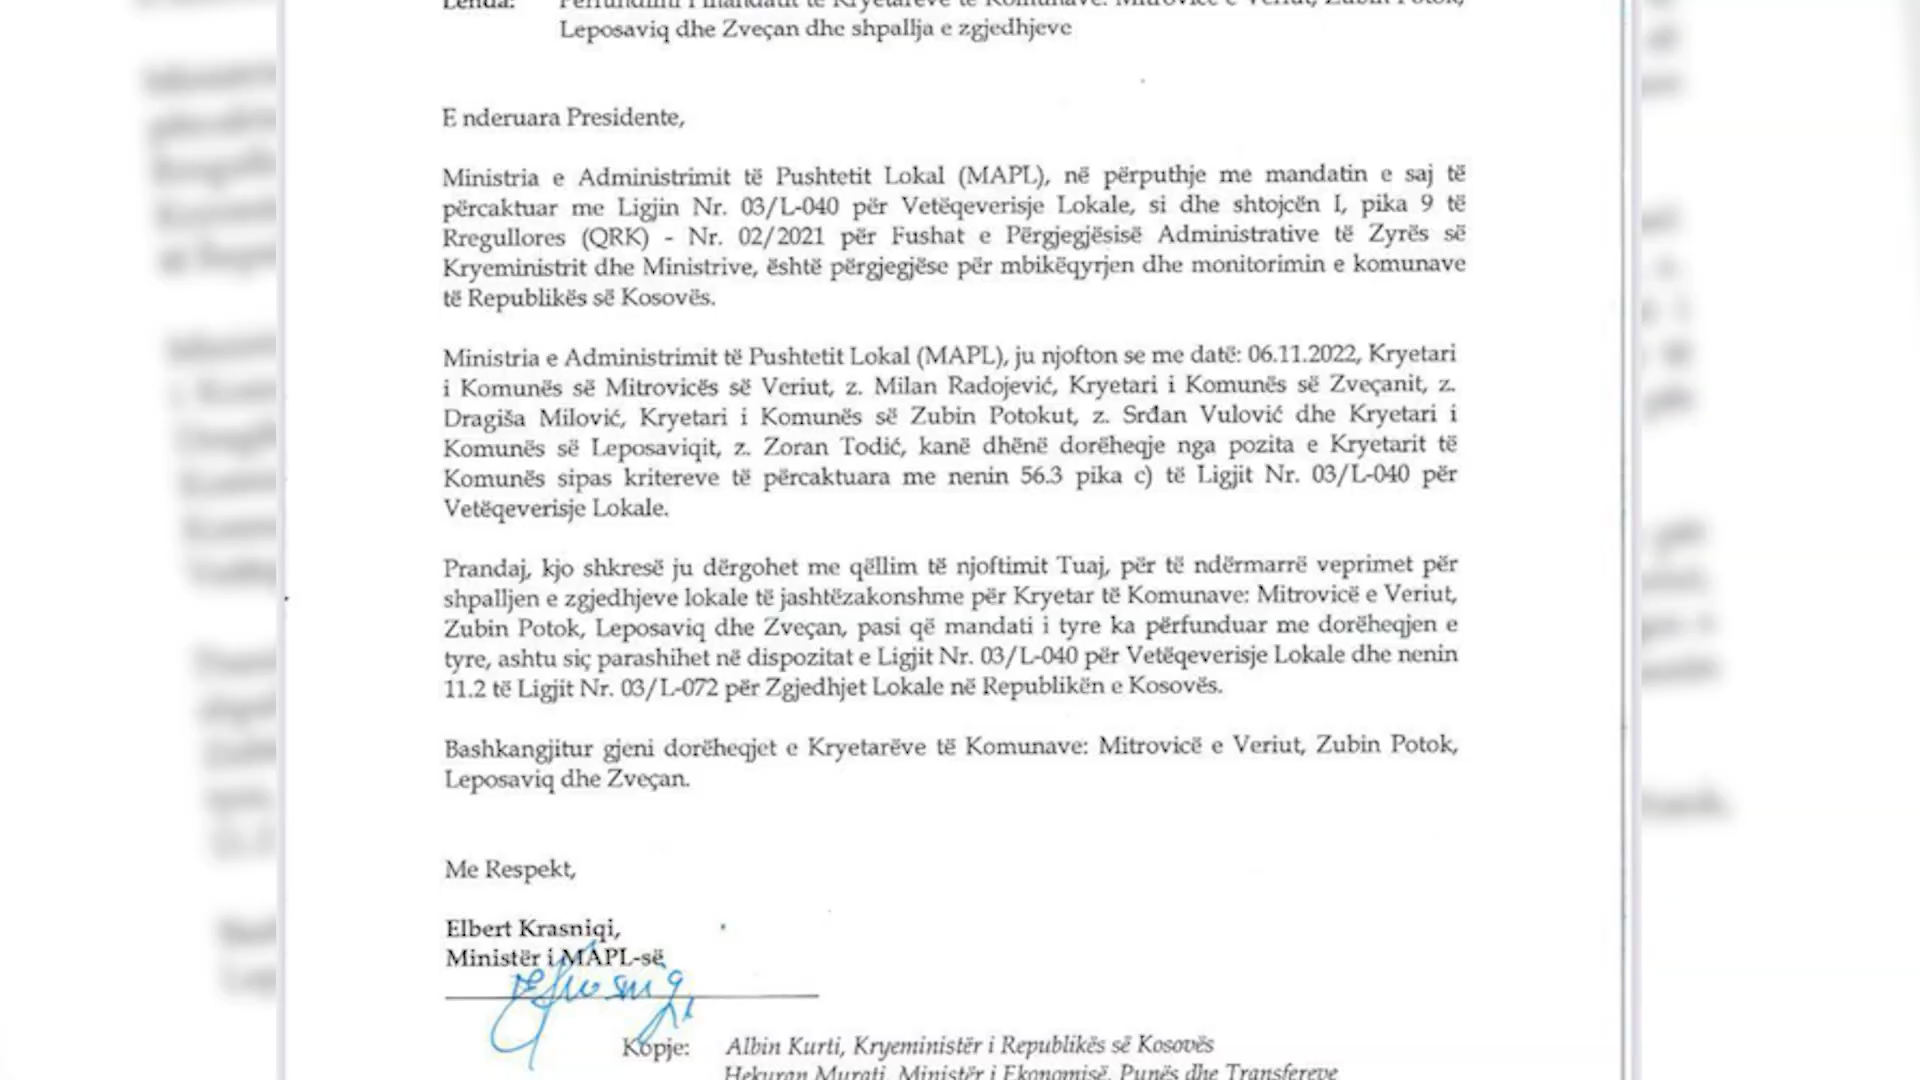 Lënda: Përfundimi i mandatit të Kryetarëve të Komunave: Mitrovicë e Veriut, Zubin Potok,
Leposaviq dhe Zveçan dhe shpallja e zgjedhjeve
E nderuara Presidente,
Ministria e Administrimit të Pushtetit Lokal (MAPL), në përputhje me mandatin e saj të
përcaktuar me Ligjin Nr. 03/L-040 për Vetëqeverisje Lokale, si dhe shtojcën I, pika 9 të
Rregullores (QRK) - Nr. 02/2021 për Fushat e Përgjegjësisë Administrative të Zyrës së
Kryeministrit dhe Ministrive, është përgjegjëse për mbikëqyrjen dhe monitorimin e komunave
të Republikës së Kosovës.
Ministria e Administrimit të Pushtetit Lokal (MAPL), ju njofton se me datë: 06.11.2022, Kryetari
i Komunës së Mitrovicës së Veriut, z. Milan Radojević, Kryetari i Komunës së Zveçanit, z.
Dragiša Milović, Kryetari i Komunës së Zubin Potokut, z. Srđan Vulović dhe Kryetari i
Komunës së Leposaviqit, z. Zoran Todić, kanë dhënë dorëheqje nga pozita e Kryetarit të
Komunës sipas kritereve të përcaktuara me nenin 56.3 pika c) të Ligjit Nr. 03/L-040 për
Vetëqeverisje Lokale.
Prandaj, kjo shkresë ju dërgohet me qëllim të njoftimit Tuaj, për të ndërmarrë veprimet për
shpalljen e zgjedhjeve lokale të jashtëzakonshme për Kryetar të Komunave: Mitrovicë e Veriut,
Zubin Potok, Leposaviq dhe Zveçan, pasi që mandati i tyre ka përfunduar me dorëheqjen e
tyre, ashtu siç parashihet në dispozitat e Ligjit Nr. 03/L-040 për Vetëqeverisje Lokale dhe nenin
11.2 të Ligjit Nr. 03/L-072 për Zgjedhjet Lokale në Republikën e Kosovës.
Bashkangjitur gjeni dorëheqjet e Kryetarëve të Komunave: Mitrovicë e Veriut, Zubin Potok,
Leposaviq dhe Zveçan.
Me Respekt,
Elbert Krasniqi,
Ministër i MAPL-së
Kopje: Albin Kurti, Kryeministër i Republikës së Kosovës
Hekuran Murati, Ministër i Ekonomisë, Punës dhe Transfereve